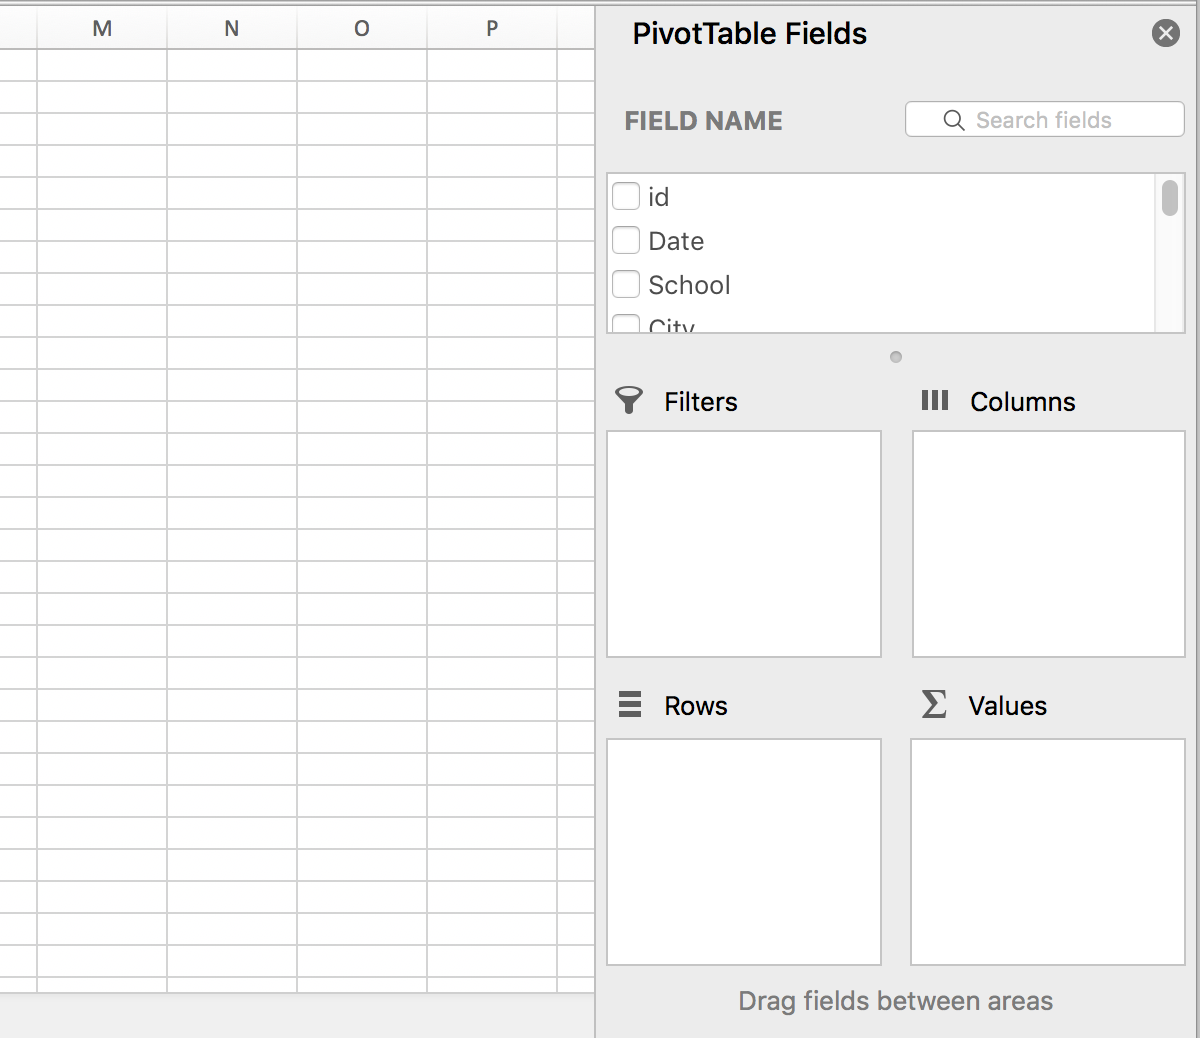 M N O P
PivotTable Fields
FIELD NAME
Search fields
id
Date
School
City
Filters
Columns
Rows
Values
Drag fields between areas